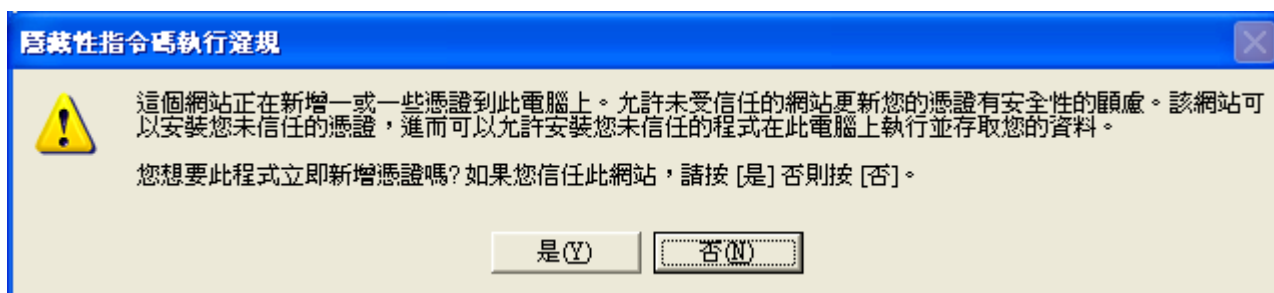 隱藏性指令碼執行違規
這個網站正在新增一或一些憑證到此電腦上。允許未受信任的網站更新您的憑證有安全性的顧慮。該網站可
以安裝您未信任的憑證,進而可以允許安裝您未信任的程式在此電腦上執行並存取您的資料。
您想要此程式立即新增憑證嗎?如果您信任此網站,請按 [是] 否則按 [否]。
是(Y)
否(N)